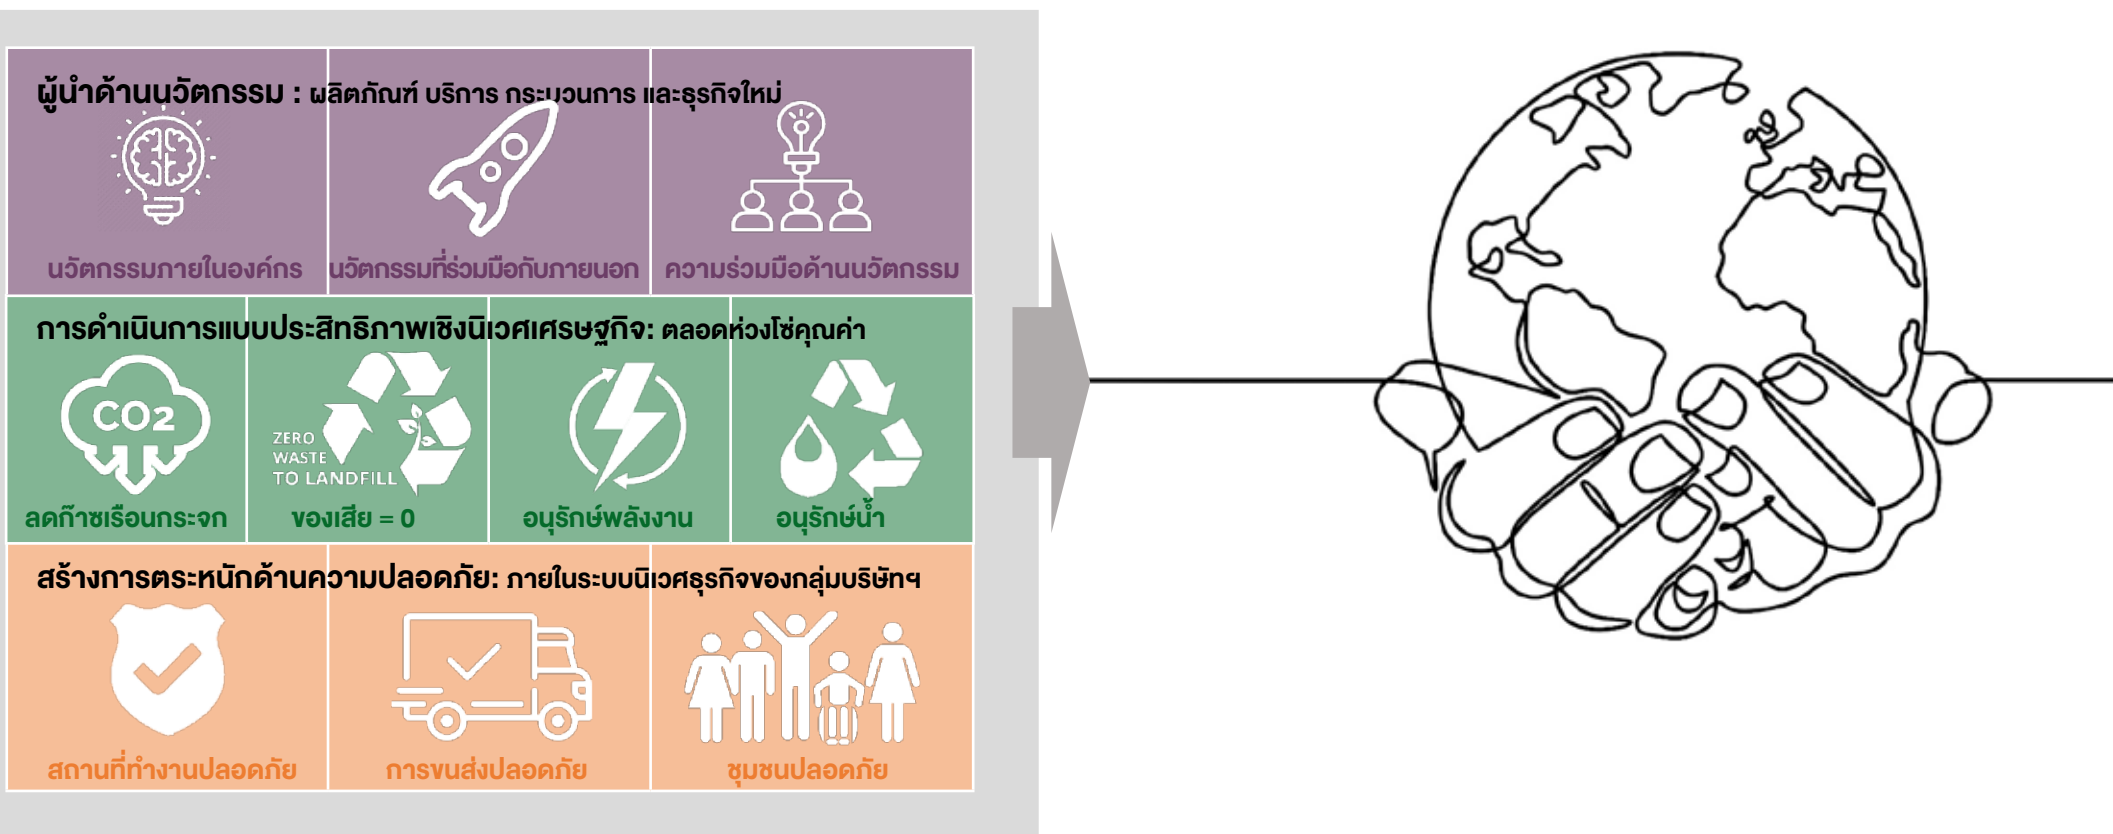 ผู้นำด้านนวัตกรรม : ผลิตภัณฑ์ บริการ กระบวนการ และธุรกิจใหม่
นวัตกรรมภายในองค์กร
นวัตกรรมที่ร่วมมือกับภายนอก
ความร่วมมือด้านนวัตกรรม
การดำเนินการแบบประสิทธิภาพเชิงนิเวศเศรษฐกิจ: ตลอดห่วงโซ่คุณค่า
CO2
ZERO
WASTE
TO LANDFILL
ลดก๊าซเรือนกระจก
ของเสีย = 0
อนุรักษ์พลังงาน
อนุรักษ์น้ำ
สร้างการตระหนักด้านความปลอดภัย: ภายในระบบนิเวศธุรกิจของกลุ่มบริษัทฯ
สถานที่ทำงานปลอดภัย
การขนส่งปลอดภัย
ชุมชนปลอดภัย